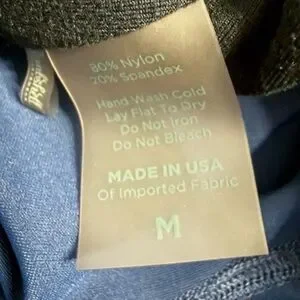 80% Nylon
20% Spandex
Hand Wash Cold
Lay Flat To Dry
Do Not Iron
Do Not Bleach
MADE IN USA
Of Imported Fabric
M